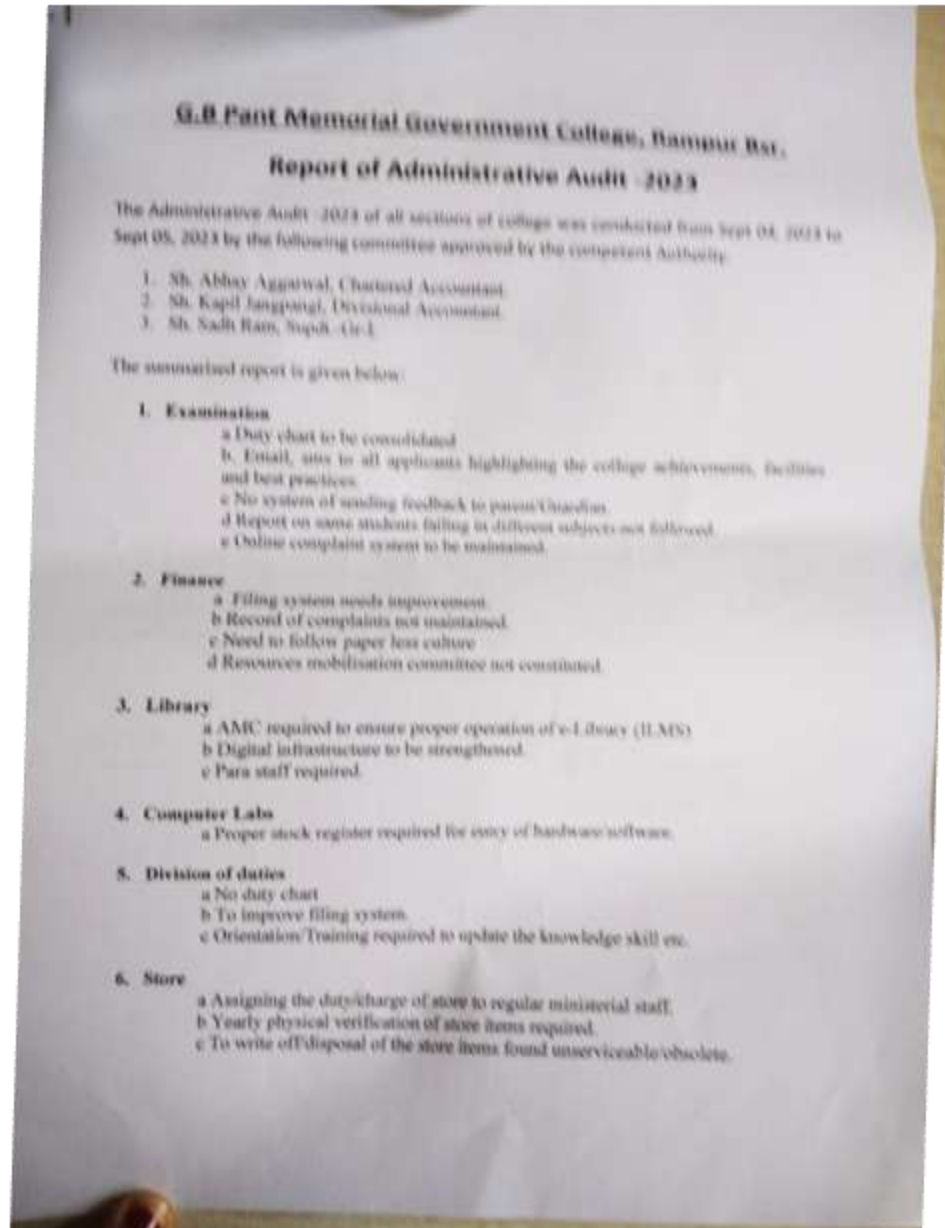 G.B Pant Memorial Government College, Rampur Bsr.
Report of Administrative Audit -2023
The Administrative Audit -2023 of all sections of college was conducted from Sept 04, 2023 to
Sept 05, 2023 by the following committee approved by the competent Authority.
1. Sh. Abhay Aggarwal, Chartered Accountant.
2. Sh. Kapil Jangpangi, Divisional Accountant.
3. Sh. Sadh Ram, Supdt. Gr-I.
The summarised report is given below:
1. Examination
a Duty chart to be consolidated
b. Email, sms to all applicants highlighting the college achievements, facilities
and best practices.
c No system of sending feedback to parent/Guardian.
d Report on same students failing in different subjects not followed.
e Online complaint system to be maintained.
2. Finance
a Filing system needs improvement.
b Record of complaints not maintained.
c Need to follow paper less culture
d Resources mobilisation committee not constituted.
3. Library
a AMC required to ensure proper operation of e-Library (ILMS)
b Digital infrastructure to be strengthened.
c Para staff required.
4. Computer Labs
a Proper stock register required for entry of hardware/software.
5. Division of duties
a No duty chart
b To improve filing system.
c Orientation/Training required to update the knowledge skill etc.
6. Store
a Assigning the duty/charge of store to regular ministerial staff.
b Yearly physical verification of store items required.
c To write off/disposal of the store items found unserviceable/obsolete.